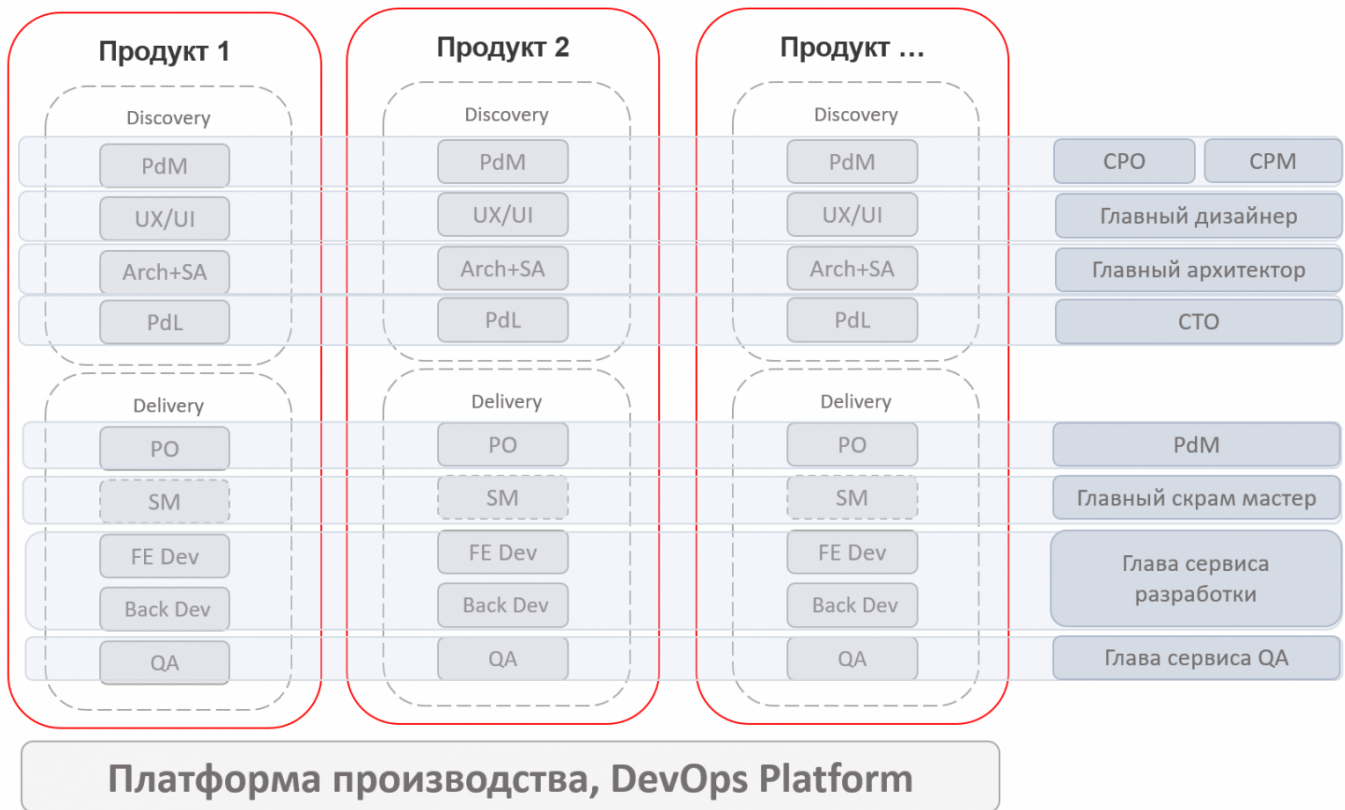 Продукт 1
Продукт 2
Продукт ...
Discovery
Discovery
Discovery
PdM
PdM
PdM
CPO
CPM
UX/UI
UX/UI
UX/UI
Главный дизайнер
Arch+SA
Arch+SA
Arch+SA
Главный архитектор
PdL
PdL
PdL
CTO
Delivery
Delivery
Delivery
PO
PO
PO
PdM
SM
SM
SM
Главный скрам мастер
FE Dev
FE Dev
FE Dev
Глава сервиса
разработки
Back Dev
Back Dev
Back Dev
QA
QA
QA
Глава сервиса QA
Платформа производства, DevOps Platform